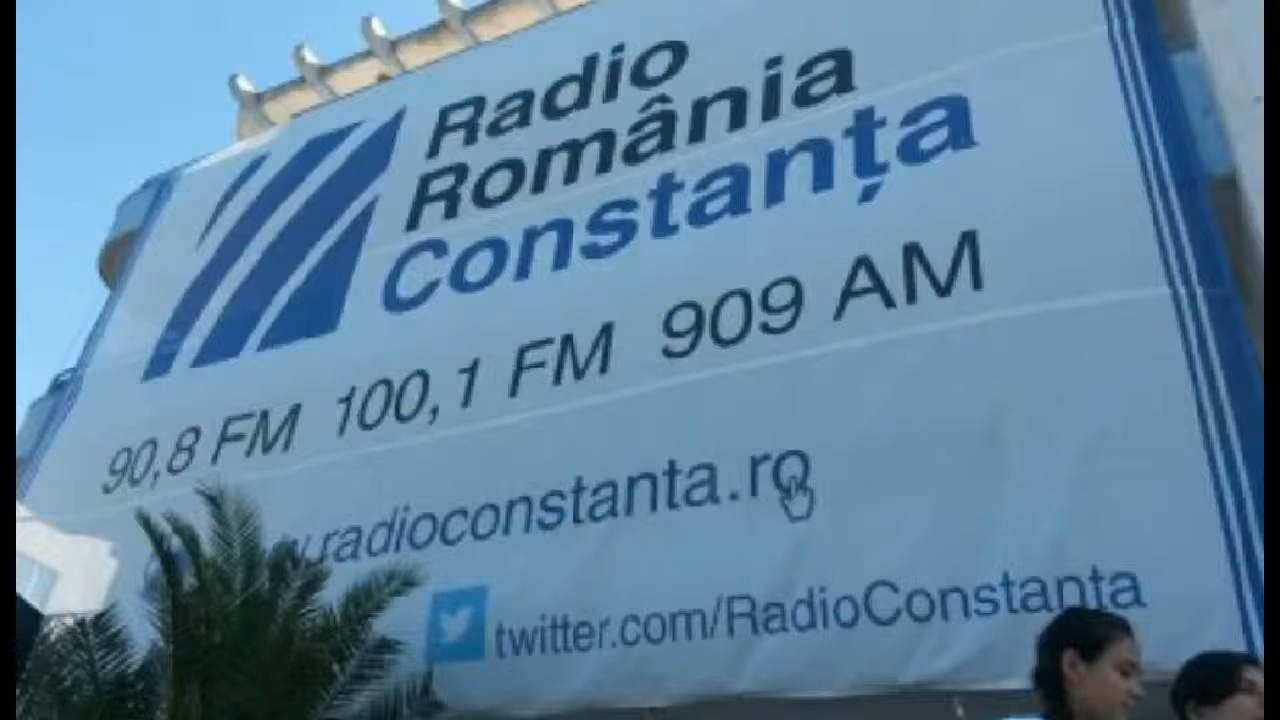 Radio
România
Constanța
90,8 FM 100,1 FM 909 AM
.radioconstanta.ro
twitter.com/RadioConstanta